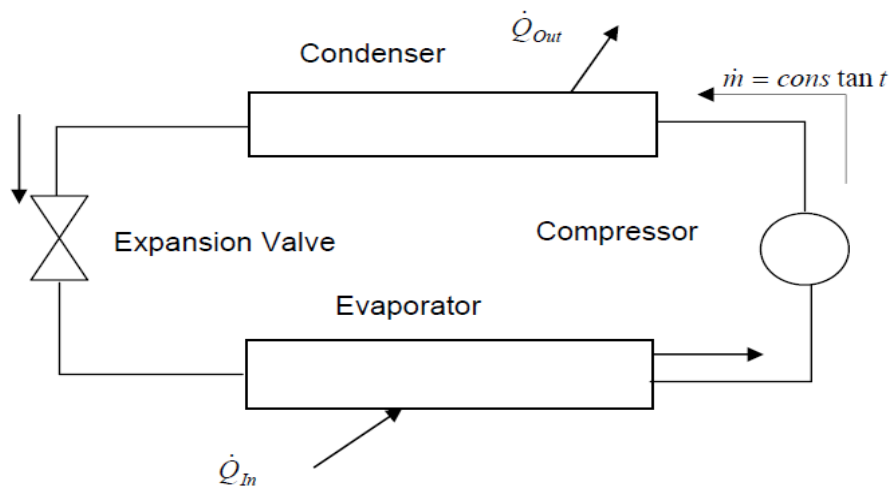 Q̇Out
Condenser
ṁ = cons tan t
Expansion Valve
Compressor
Evaporator
Q̇In